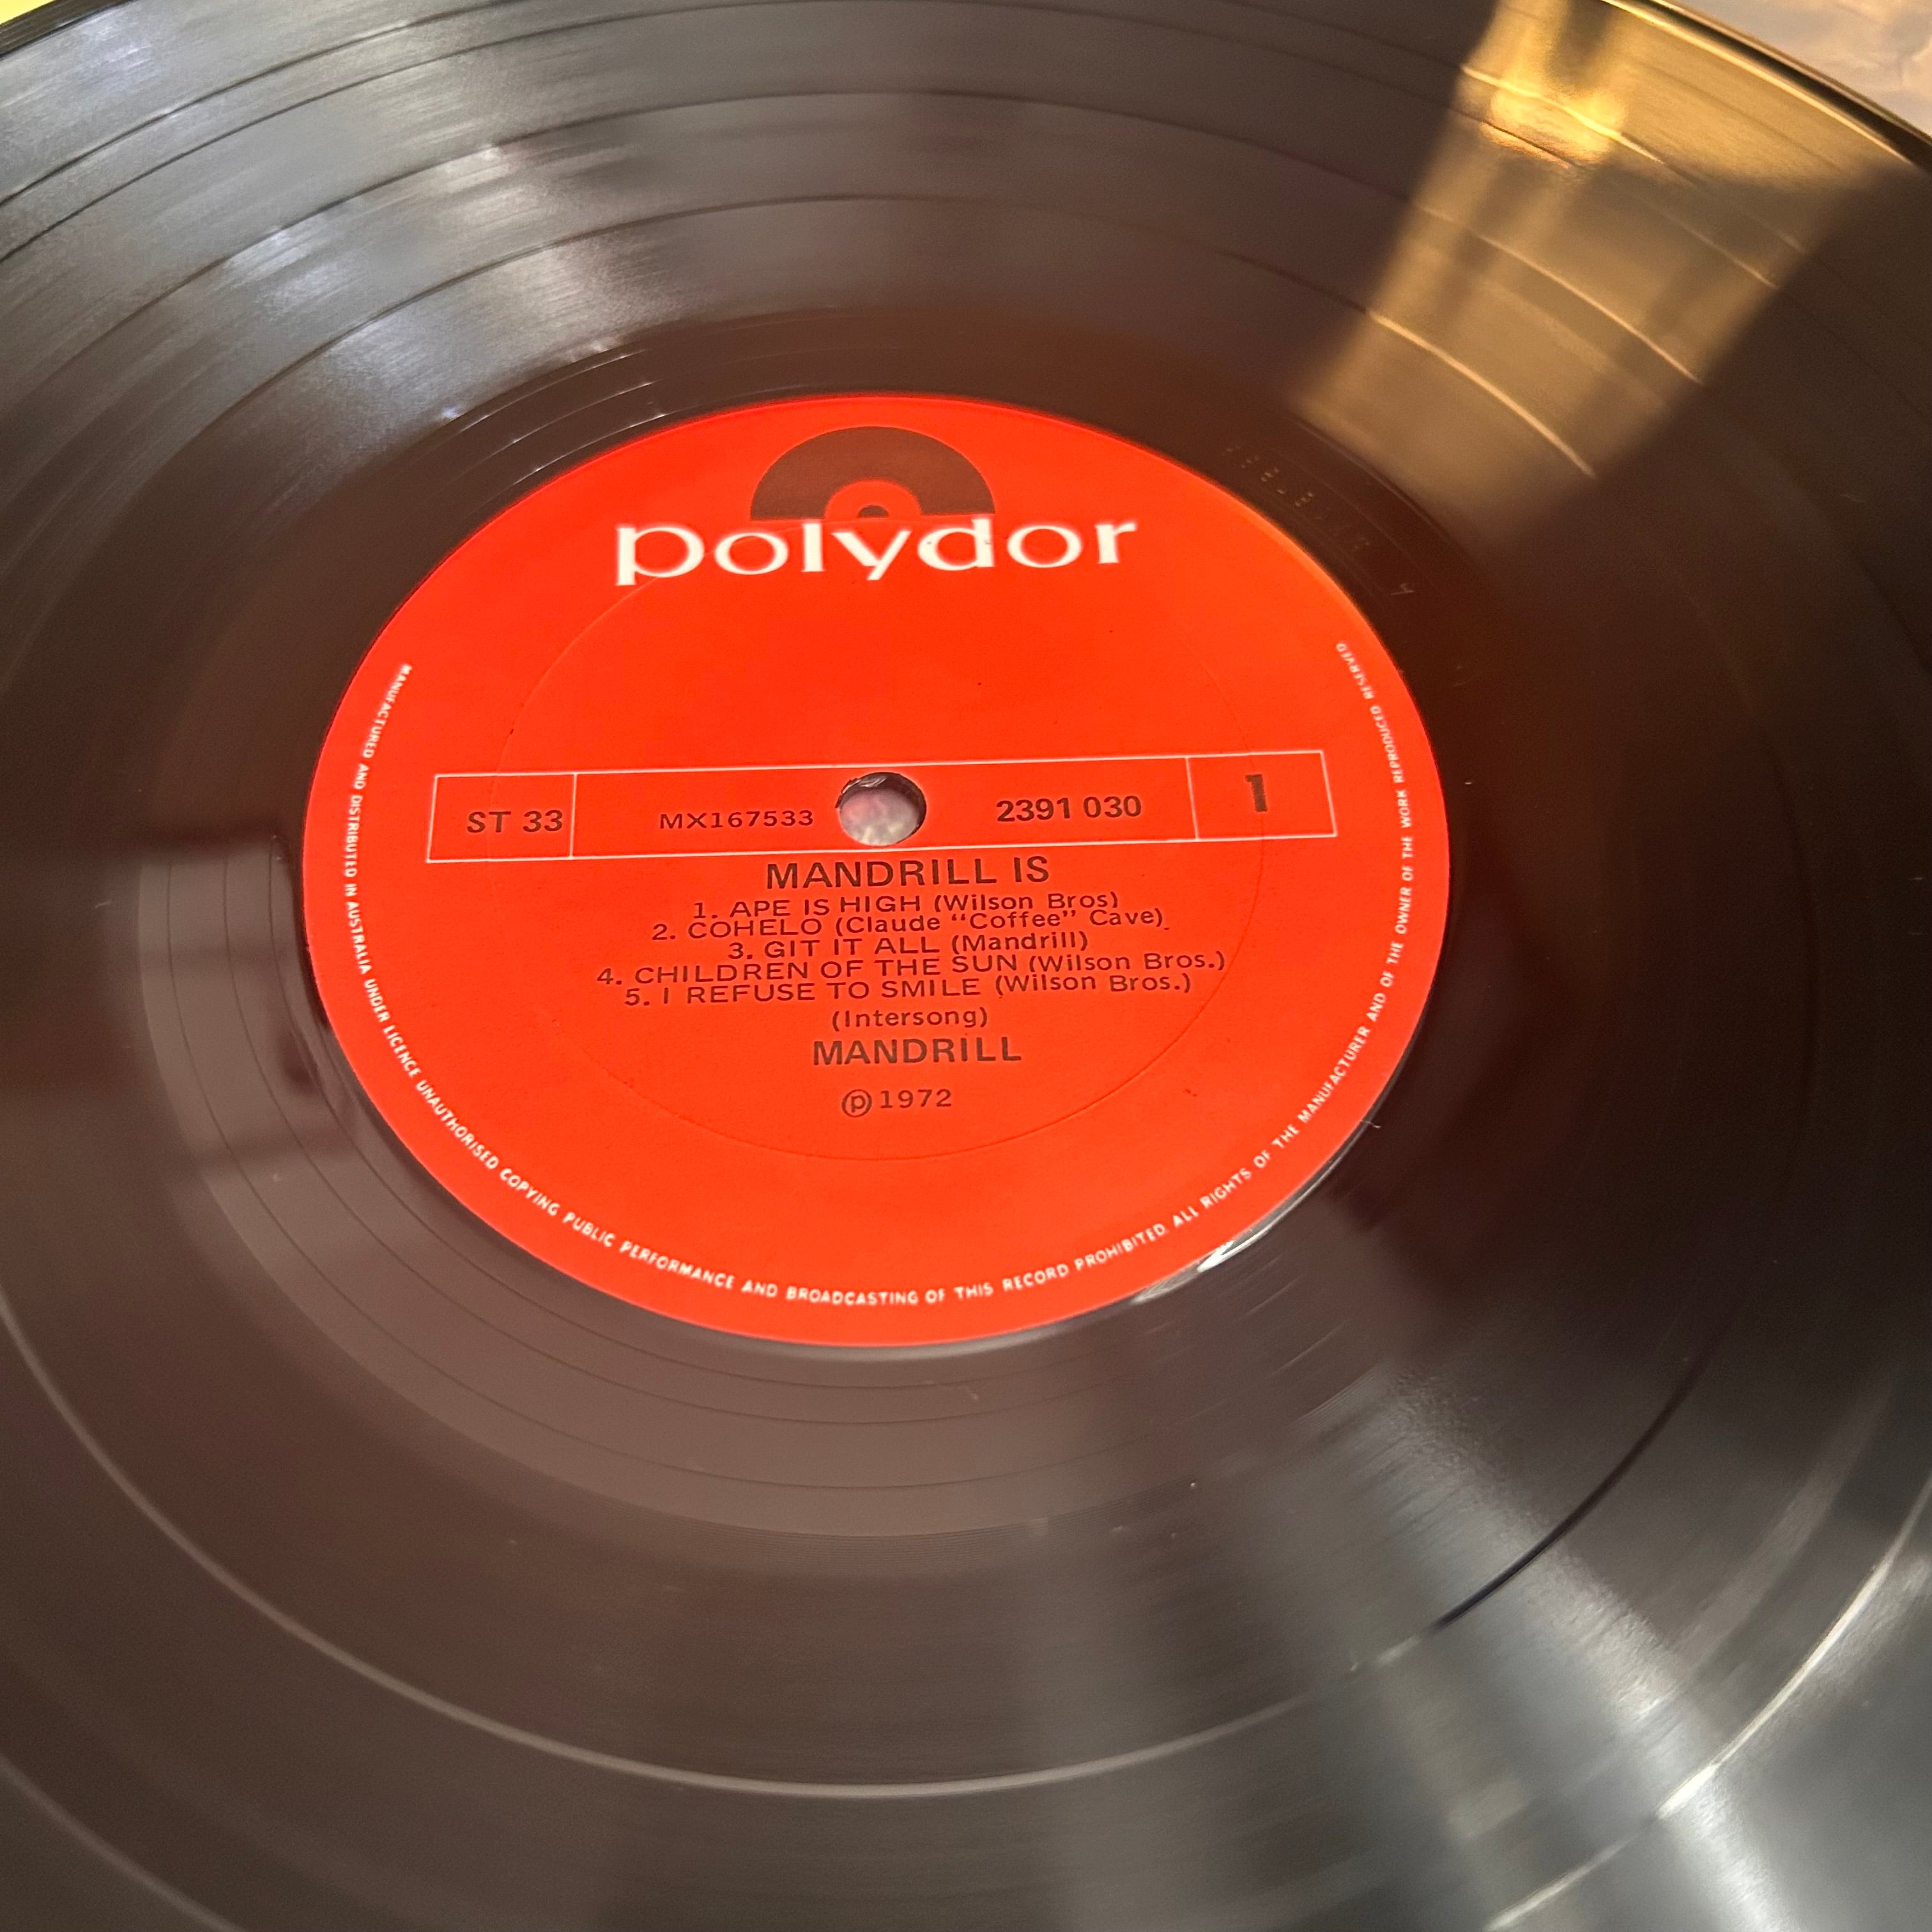 polydor
ST 33 MX167533 2391 030 1
MANDRILL IS
1. APE IS HIGH (Wilson Bros)
2. COHELO (Claude “Coffee” Cave)
3. GIT IT ALL (Mandrill)
4. CHILDREN OF THE SUN (Wilson Bros.)
5. I REFUSE TO SMILE (Wilson Bros.)
(Intersong)
MANDRILL
℗ 1972
MANUFACTURED AND DISTRIBUTED IN AUSTRALIA UNDER LICENCE UNAUTHORISED COPYING PUBLIC PERFORMANCE AND BROADCASTING OF THIS RECORD PROHIBITED. ALL RIGHTS OF THE MANUFACTURER AND OF THE OWNER OF THE WORK REPRODUCED RESERVED